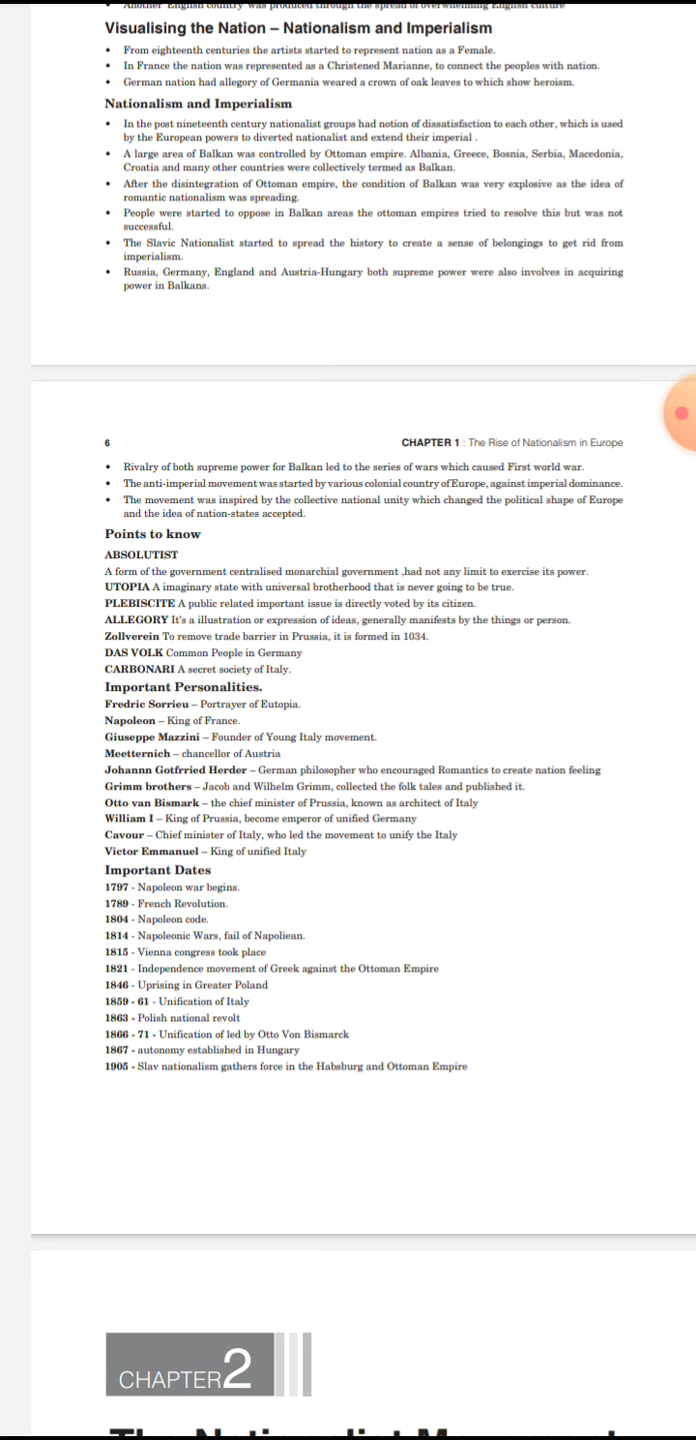 Another English country was produced through the spread of overwhelming English culture
Visualising the Nation – Nationalism and Imperialism
• From eighteenth centuries the artists started to represent nation as a Female.
• In France the nation was represented as a Christened Marianne, to connect the peoples with nation.
• German nation had allegory of Germania weared a crown of oak leaves to which show heroism.
Nationalism and Imperialism
• In the post nineteenth century nationalist groups had notion of dissatisfaction to each other, which is used
by the European powers to diverted nationalist and extend their imperial .
• A large area of Balkan was controlled by Ottoman empire. Albania, Greece, Bosnia, Serbia, Macedonia,
Croatia and many other countries were collectively termed as Balkan.
• After the disintegration of Ottoman empire, the condition of Balkan was very explosive as the idea of
romantic nationalism was spreading.
• People were started to oppose in Balkan areas the ottoman empires tried to resolve this but was not
successful.
• The Slavic Nationalist started to spread the history to create a sense of belongings to get rid from
imperialism.
• Russia, Germany, England and Austria-Hungary both supreme power were also involves in acquiring
power in Balkans.
6 CHAPTER 1 : The Rise of Nationalism in Europe
• Rivalry of both supreme power for Balkan led to the series of wars which caused First world war.
• The anti-imperial movement was started by various colonial country of Europe, against imperial dominance.
• The movement was inspired by the collective national unity which changed the political shape of Europe
and the idea of nation-states accepted.
Points to know
ABSOLUTIST
A form of the government centralised monarchial government ,had not any limit to exercise its power.
UTOPIA A imaginary state with universal brotherhood that is never going to be true.
PLEBISCITE A public related important issue is directly voted by its citizen.
ALLEGORY It's a illustration or expression of ideas, generally manifests by the things or person.
Zollverein To remove trade barrier in Prussia, it is formed in 1034.
DAS VOLK Common People in Germany
CARBONARI A secret society of Italy.
Important Personalities.
Fredric Sorrieu – Portrayer of Eutopia.
Napoleon – King of France.
Giuseppe Mazzini – Founder of Young Italy movement.
Meetternich – chancellor of Austria
Johannn Gotfrried Herder – German philosopher who encouraged Romantics to create nation feeling
Grimm brothers – Jacob and Wilhelm Grimm, collected the folk tales and published it.
Otto van Bismark – the chief minister of Prussia, known as architect of Italy
William I – King of Prussia, become emperor of unified Germany
Cavour – Chief minister of Italy, who led the movement to unify the Italy
Victor Emmanuel – King of unified Italy
Important Dates
1797 - Napoleon war begins.
1789 - French Revolution.
1804 - Napoleon code.
1814 - Napoleonic Wars, fail of Napoliean.
1815 - Vienna congress took place
1821 - Independence movement of Greek against the Ottoman Empire
1846 - Uprising in Greater Poland
1859 - 61 - Unification of Italy
1863 - Polish national revolt
1866 - 71 - Unification of led by Otto Von Bismarck
1867 - autonomy established in Hungary
1905 - Slav nationalism gathers force in the Habsburg and Ottoman Empire
CHAPTER 2